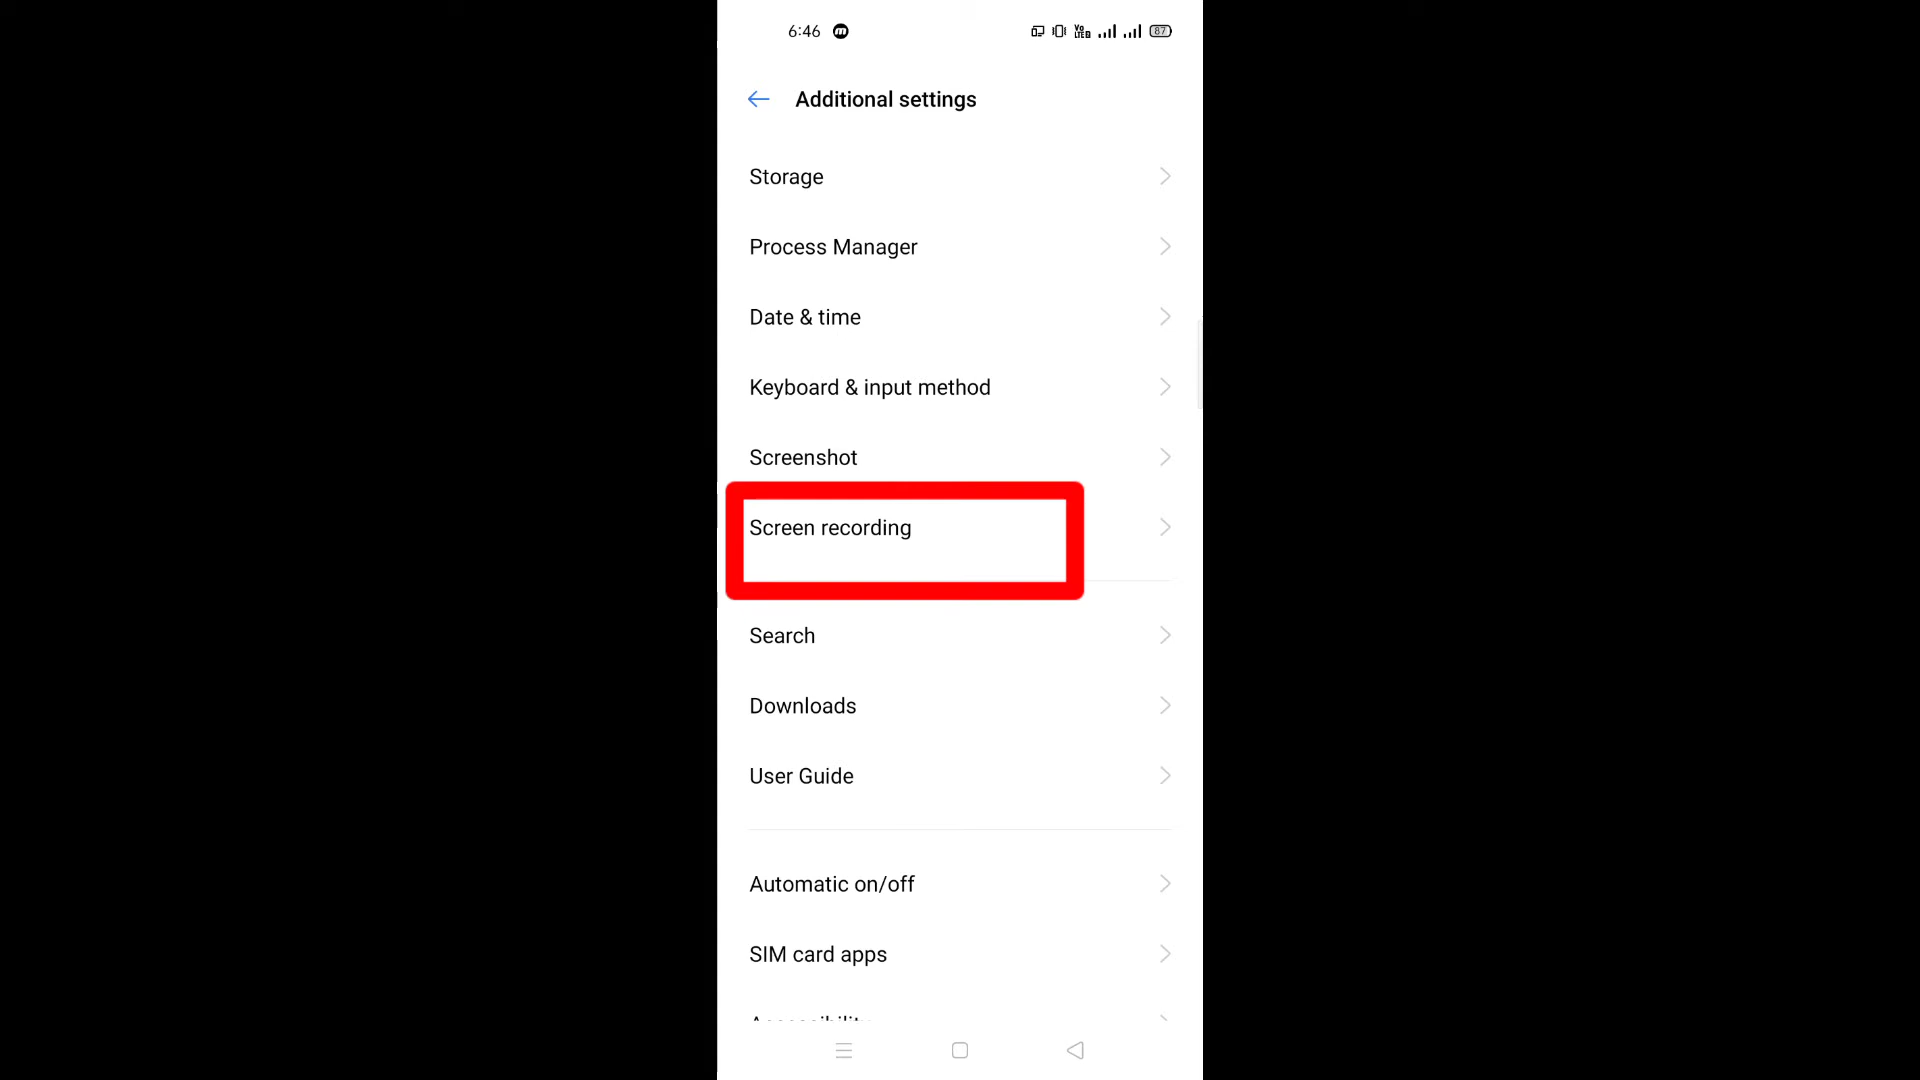 6:46
87
Additional settings
Storage
Process Manager
Date & time
Keyboard & input method
Screenshot
Screen recording
Search
Downloads
User Guide
Automatic on/off
SIM card apps